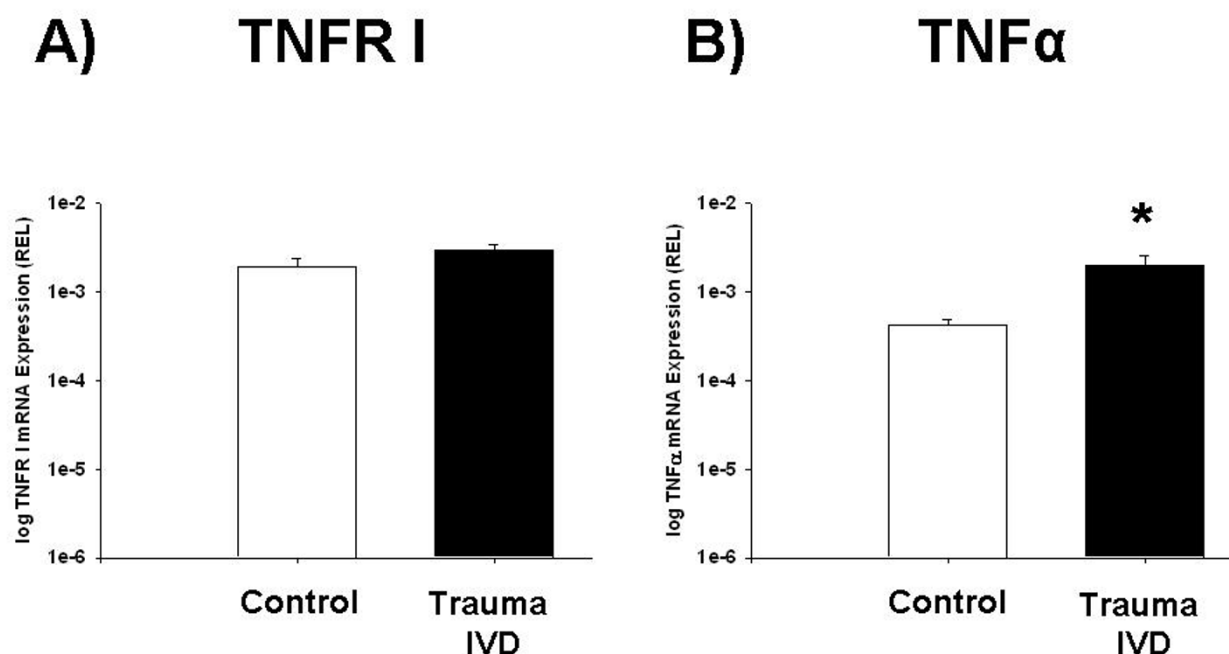 A) TNFR I
log TNFR I mRNA Expression (REL)
1e-2
1e-3
1e-4
1e-5
1e-6
Control
Trauma
IVD
B) TNFα
log TNFα mRNA Expression (REL)
1e-2
1e-3
1e-4
1e-5
1e-6
*
Control
Trauma
IVD